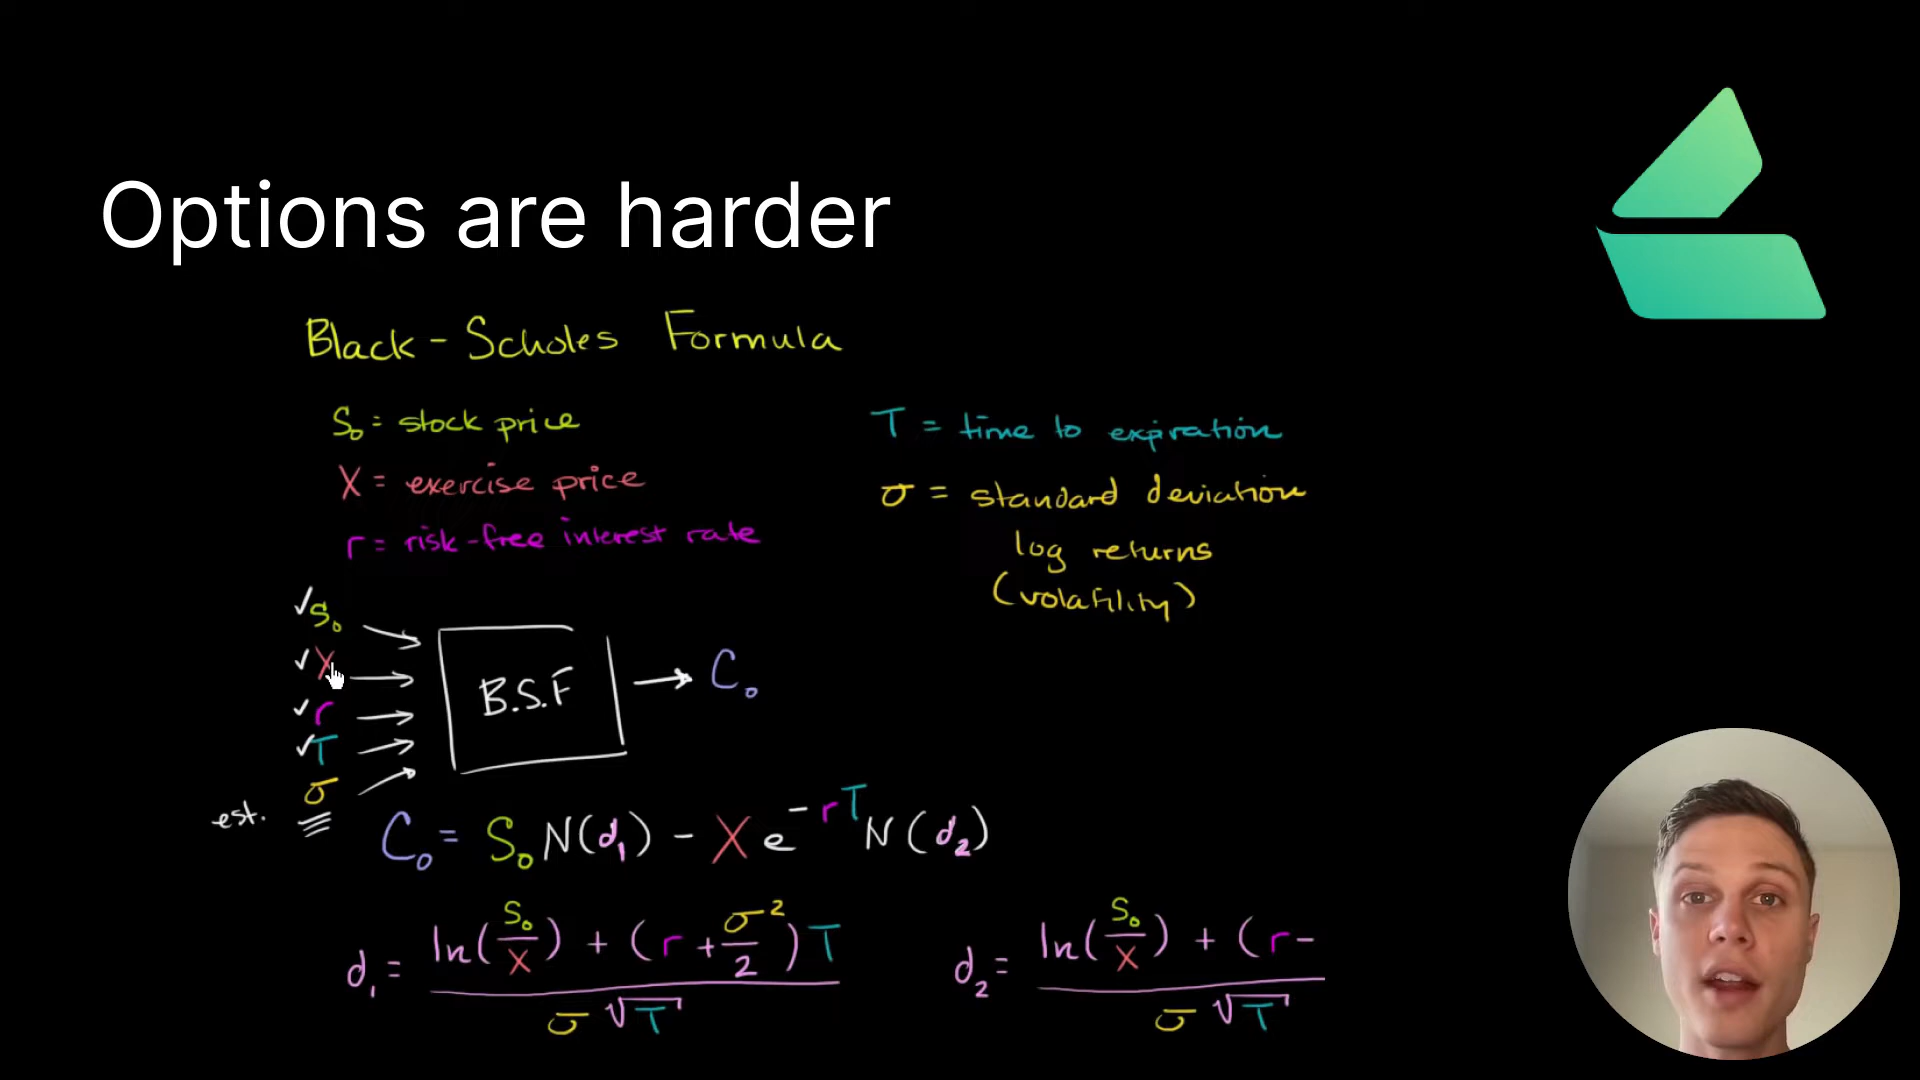 Options are harder
Black-Scholes Formula
S₀ = stock price
X = exercise price
r = risk-free interest rate
T = time to expiration
σ = standard deviation
log returns
(volatility)
✓S₀
✓X
✓r
✓T
σ
est.
B.S.F
C₀
C₀ = S₀N(d₁) - Xe^(-rT)N(d₂)
d₁ = (ln(S₀/X) + (r + σ²/2)T) / (σ√T)
d₂ = (ln(S₀/X) + (r- / (σ√T)